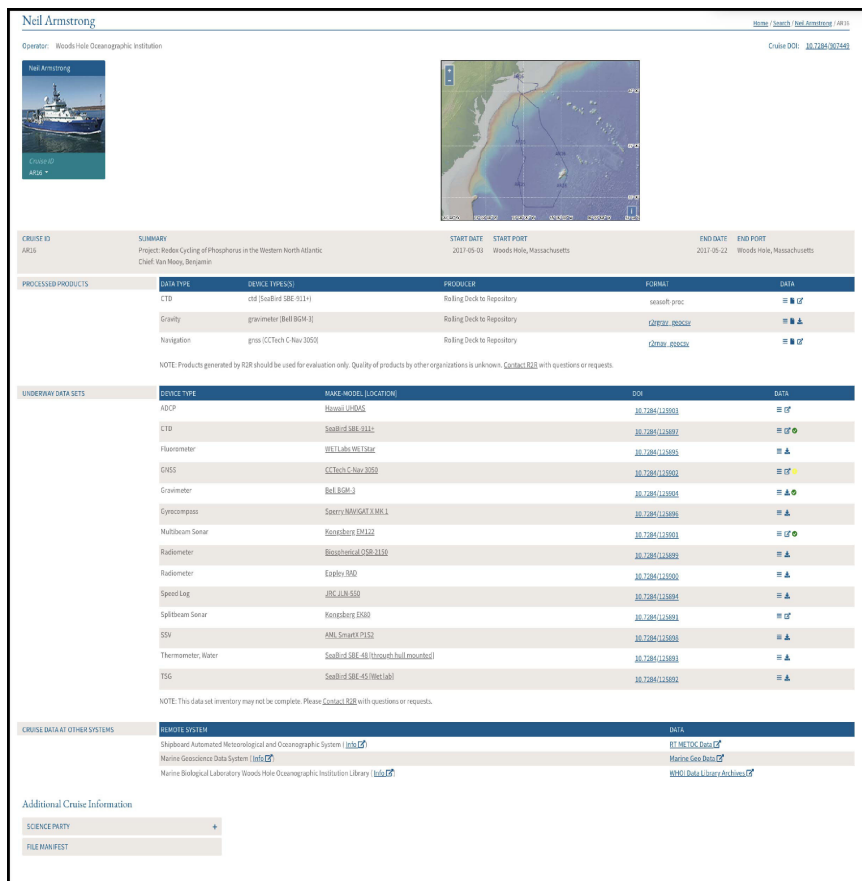 Neil Armstrong
Home / Search / Neil Armstrong / AR16
Operator: Woods Hole Oceanographic Institution
Cruise DOI: 10.7284/907449
Neil Armstrong
Cruise ID
AR16
CRUISE ID SUMMARY START DATE START PORT END DATE END PORT
AR16 Project: Redox Cycling of Phosphorus in the Western North Atlantic 2017-05-03 Woods Hole, Massachusetts 2017-05-22 Woods Hole, Massachusetts
Chief: Van Mooy, Benjamin
PROCESSED PRODUCTS DATA TYPE DEVICE TYPES(S) PRODUCER FORMAT DATA
CTD ctd (SeaBird SBE-911+) Rolling Deck to Repository seasoft-proc
Gravity gravimeter (Bell BGM-3) Rolling Deck to Repository r2rgrav_geocsv
Navigation gnss (CCTech C-Nav 3050) Rolling Deck to Repository r2rnav_geocsv
NOTE: Products generated by R2R should be used for evaluation only. Quality of products by other organizations is unknown. Contact R2R with questions or requests.
UNDERWAY DATA SETS DEVICE TYPE MAKE-MODEL [LOCATION] DOI DATA
ADCP Hawaii UHDAS 10.7284/125903
CTD SeaBird SBE-911+ 10.7284/125897
Fluorometer WETLabs WETStar 10.7284/125895
GNSS CCTech C-Nav 3050 10.7284/125902
Gravimeter Bell BGM-3 10.7284/125904
Gyrocompass Sperry NAVIGAT X MK 1 10.7284/125896
Multibeam Sonar Kongsberg EM122 10.7284/125901
Radiometer Biospherical QSR-2150 10.7284/125899
Radiometer Eppley RAD 10.7284/125900
Speed Log JRC JLN-550 10.7284/125894
Splitbeam Sonar Kongsberg EK80 10.7284/125891
SSV AML SmartX P1S2 10.7284/125898
Thermometer, Water SeaBird SBE-48 [through hull mounted] 10.7284/125893
TSG SeaBird SBE-45 [Wet lab] 10.7284/125892
NOTE: This data set inventory may not be complete. Please Contact R2R with questions or requests.
CRUISE DATA AT OTHER SYSTEMS REMOTE SYSTEM DATA
Shipboard Automated Meteorological and Oceanographic System ( Info ) RT METOC Data
Marine Geoscience Data System ( Info ) Marine Geo Data
Marine Biological Laboratory Woods Hole Oceanographic Institution Library ( Info ) WHOI Data Library Archives
Additional Cruise Information
SCIENCE PARTY +
FILE MANIFEST